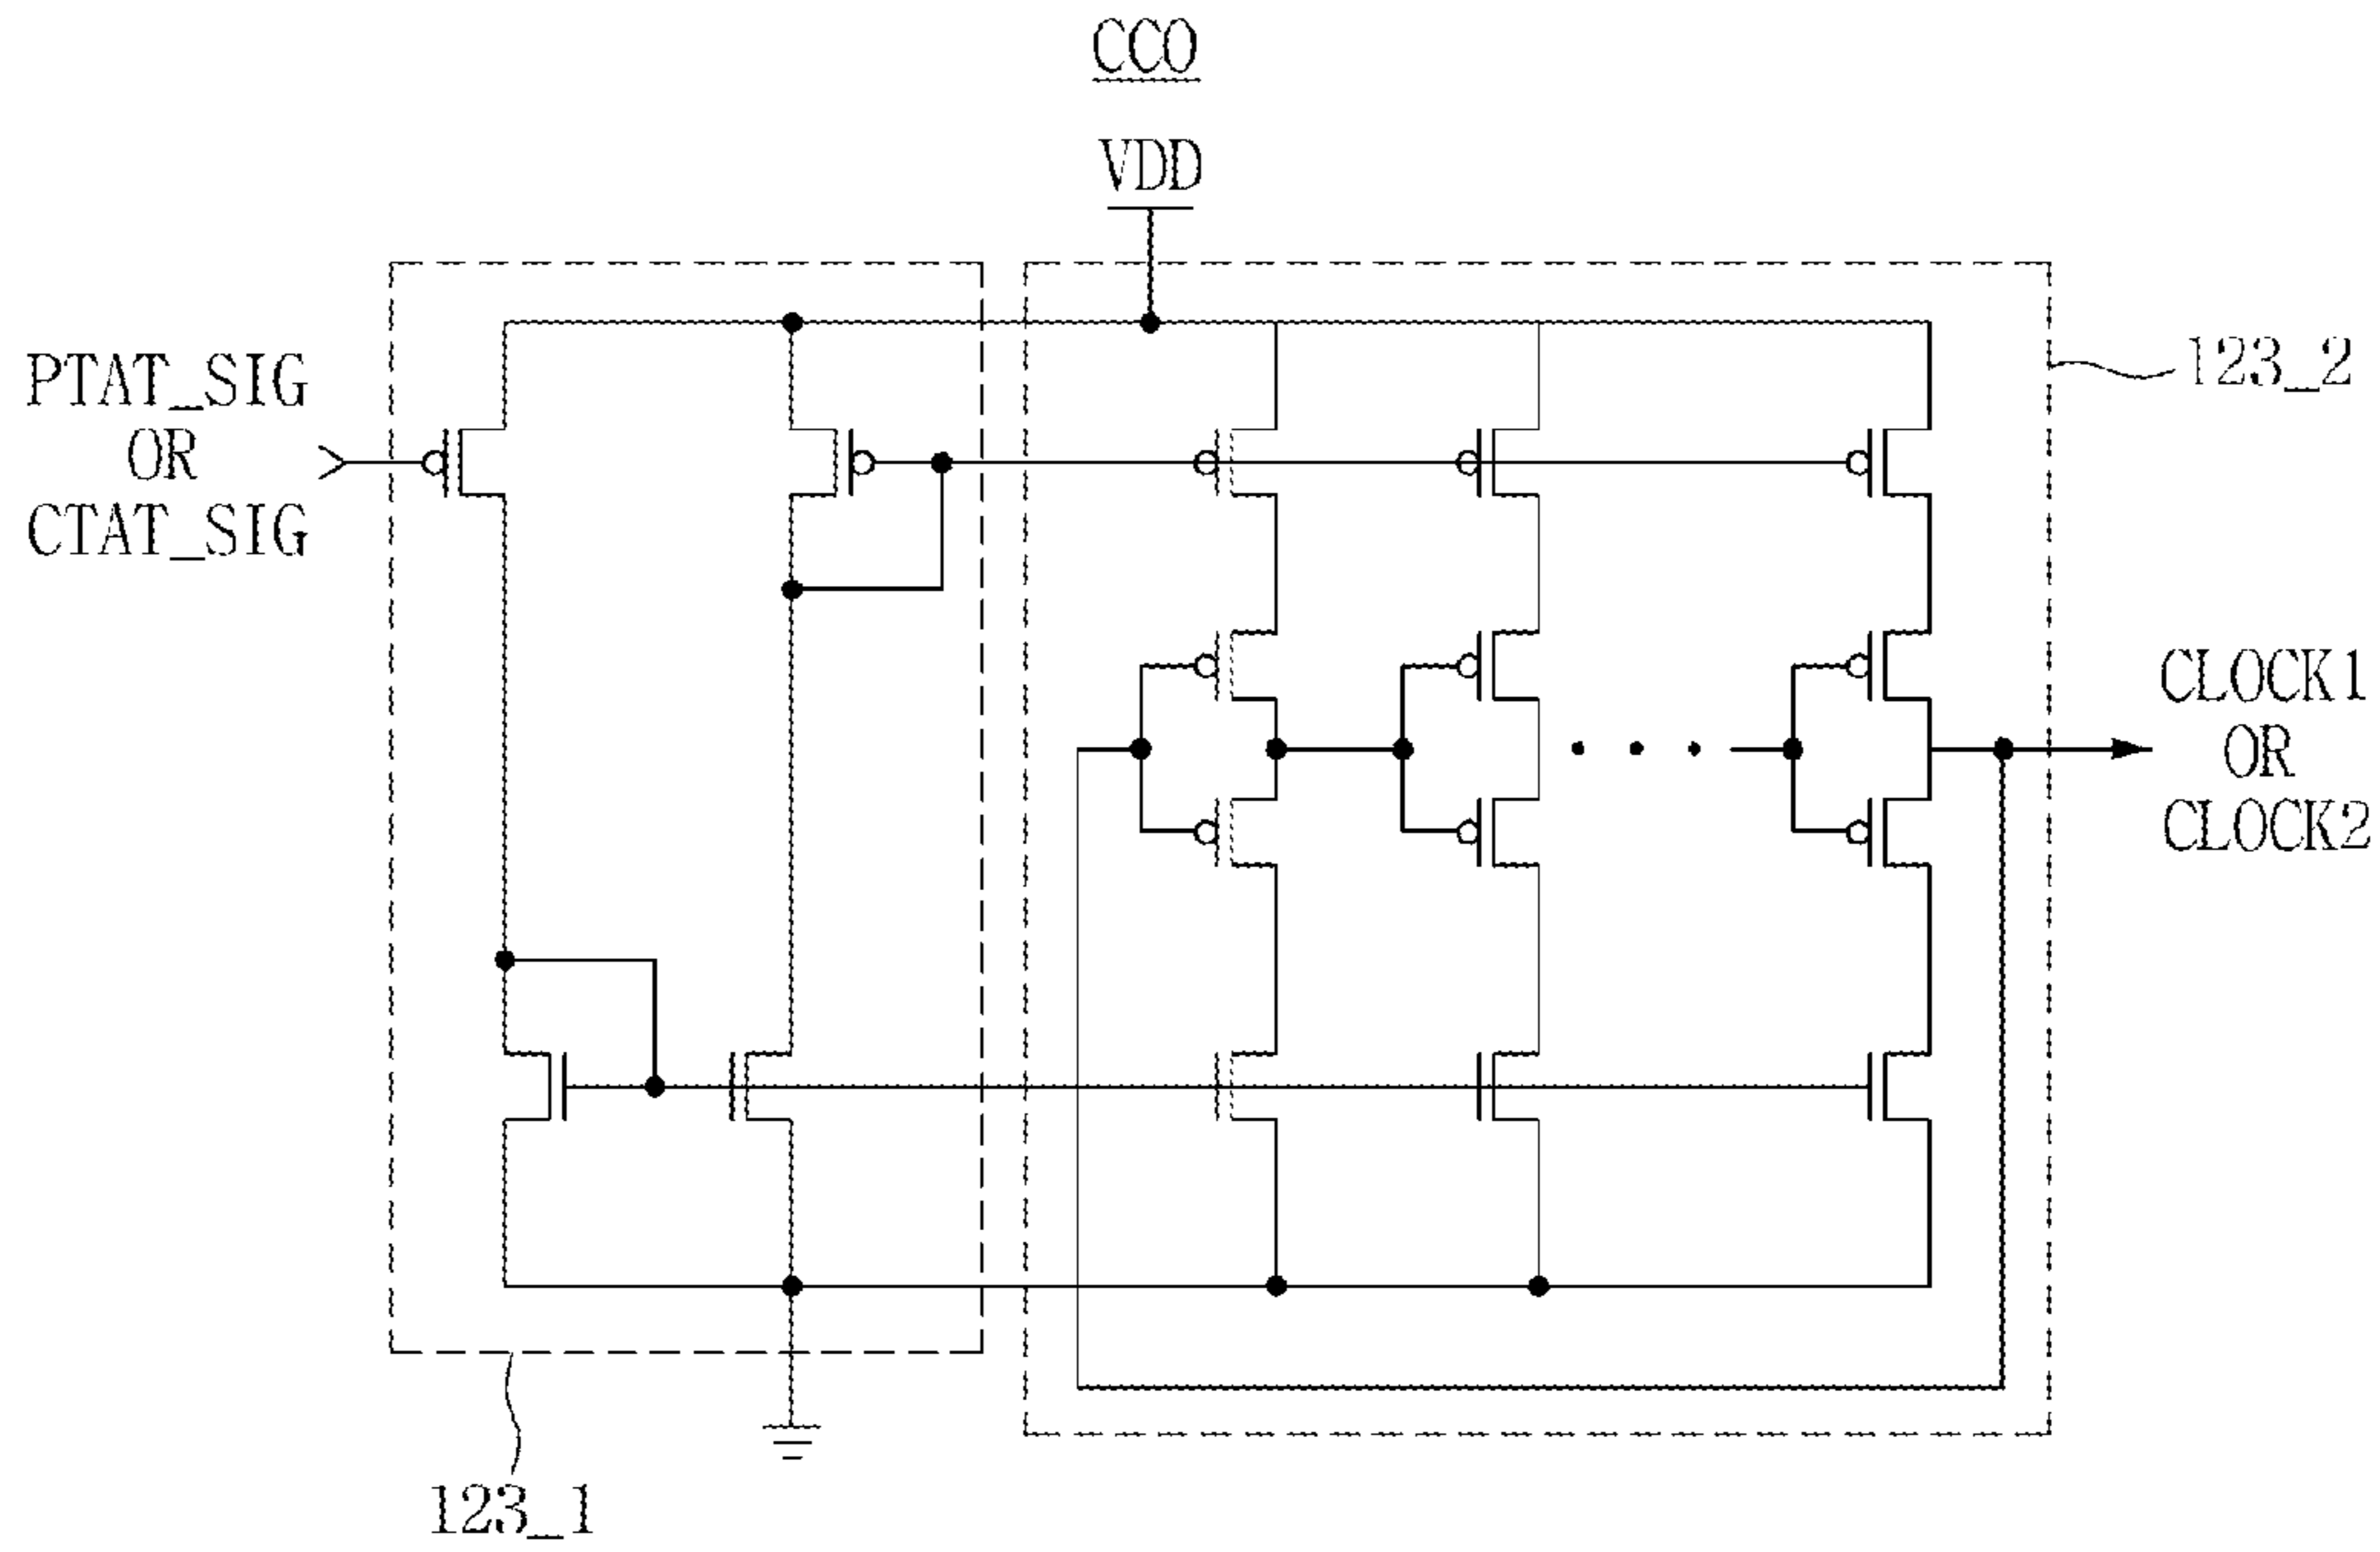 CCO
VDD
PTAT_SIG
OR
CTAT_SIG
123_2
CLOCK1
OR
CLOCK2
123_1